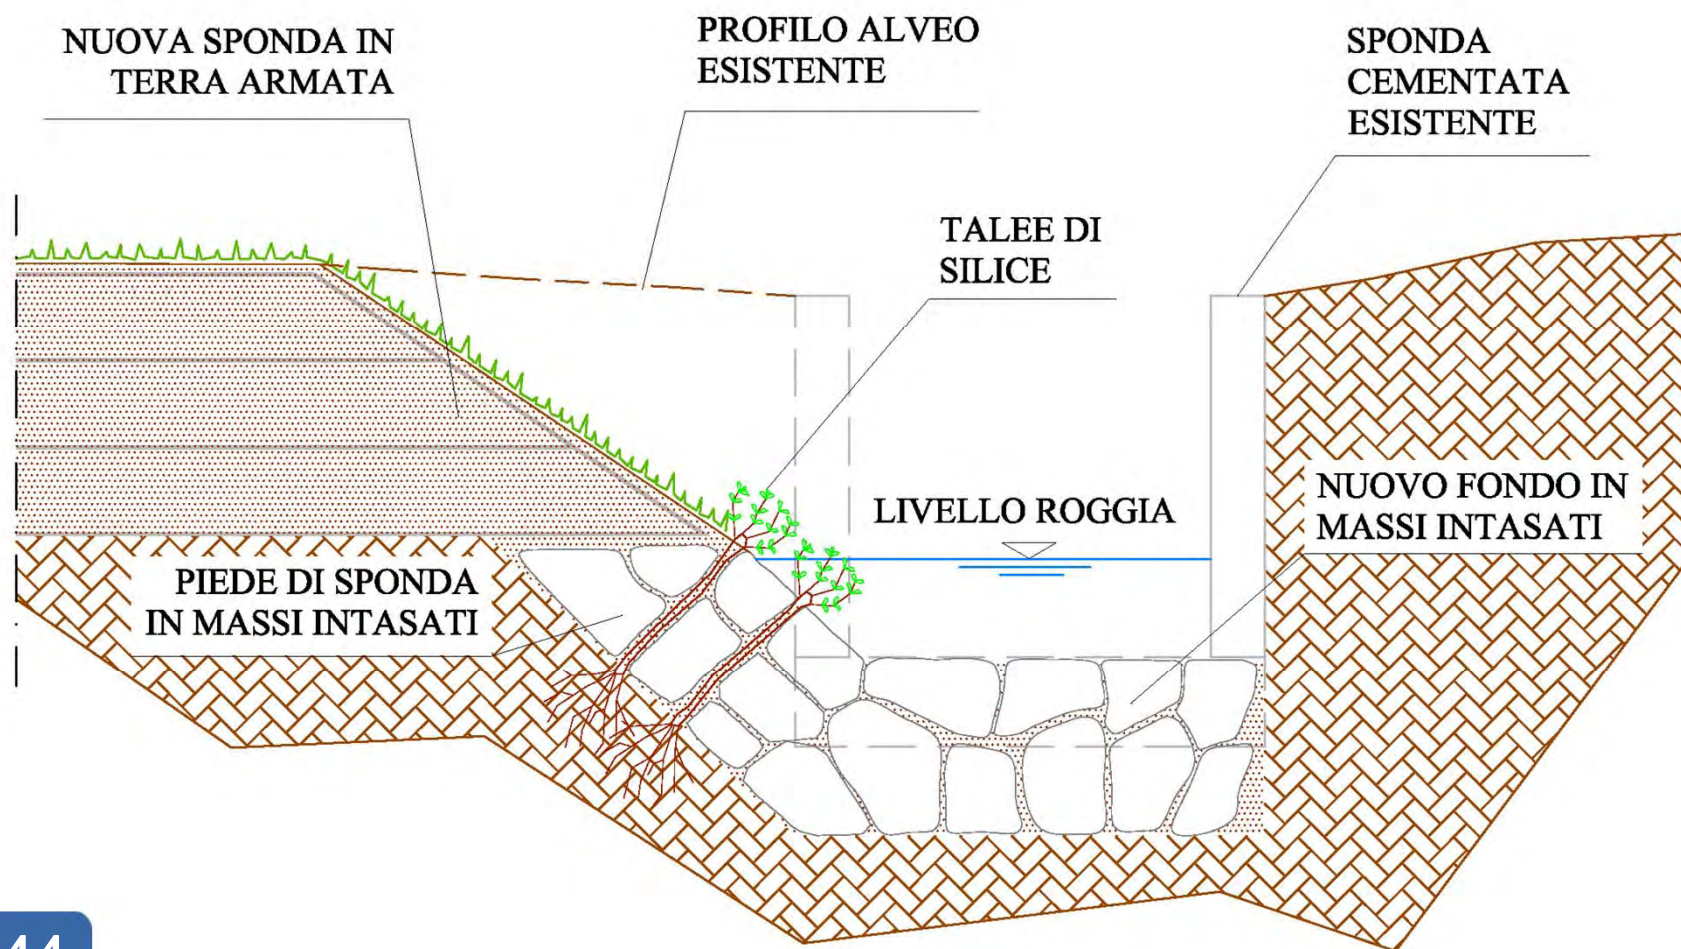 NUOVA SPONDA IN
TERRA ARMATA
PROFILO ALVEO
ESISTENTE
SPONDA
CEMENTATA
ESISTENTE
TALEE DI
SILICE
LIVELLO ROGGIA
NUOVO FONDO IN
MASSI INTASATI
PIEDE DI SPONDA
IN MASSI INTASATI
44